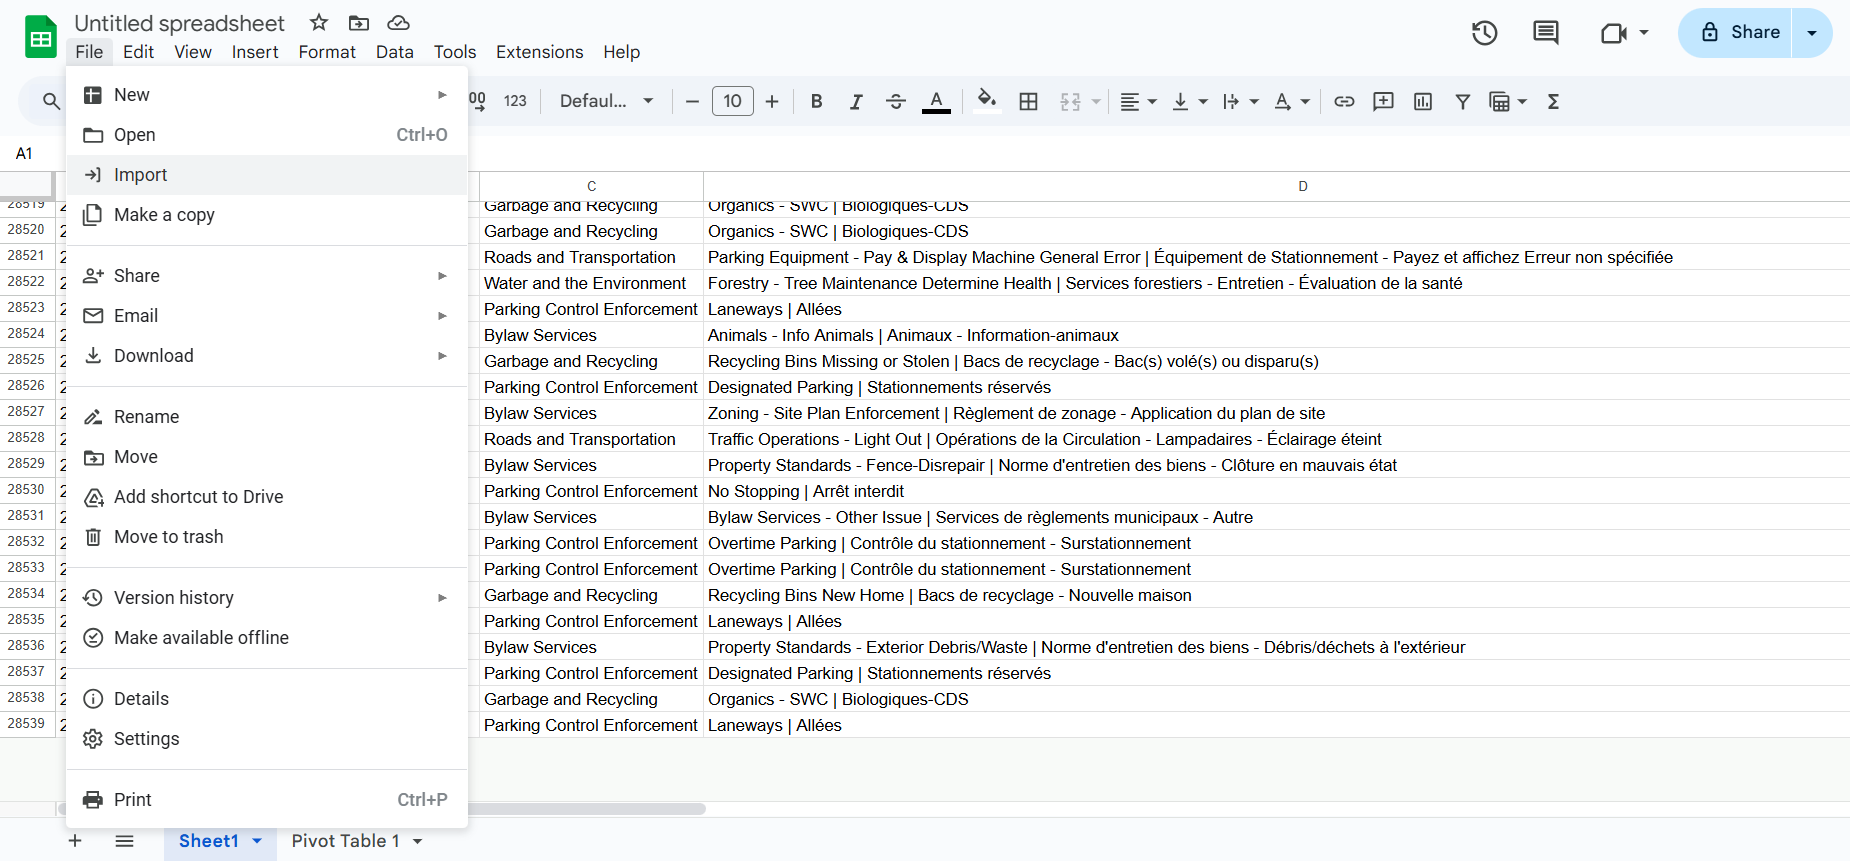 Untitled spreadsheet
File Edit View Insert Format Data Tools Extensions Help
Share
New
Open Ctrl+O
Import
Make a copy
Share
Email
Download
Rename
Move
Add shortcut to Drive
Move to trash
Version history
Make available offline
Details
Settings
Print Ctrl+P
.00 123 Defaul... 10 B I A
A1
C D
28519 Garbage and Recycling Organics - SWC | Biologiques-CDS
28520 Garbage and Recycling Organics - SWC | Biologiques-CDS
28521 Roads and Transportation Parking Equipment - Pay & Display Machine General Error | Équipement de Stationnement - Payez et affichez Erreur non spécifiée
28522 Water and the Environment Forestry - Tree Maintenance Determine Health | Services forestiers - Entretien - Évaluation de la santé
28523 Parking Control Enforcement Laneways | Allées
28524 Bylaw Services Animals - Info Animals | Animaux - Information-animaux
28525 Garbage and Recycling Recycling Bins Missing or Stolen | Bacs de recyclage - Bac(s) volé(s) ou disparu(s)
28526 Parking Control Enforcement Designated Parking | Stationnements réservés
28527 Bylaw Services Zoning - Site Plan Enforcement | Règlement de zonage - Application du plan de site
28528 Roads and Transportation Traffic Operations - Light Out | Opérations de la Circulation - Lampadaires - Éclairage éteint
28529 Bylaw Services Property Standards - Fence-Disrepair | Norme d'entretien des biens - Clôture en mauvais état
28530 Parking Control Enforcement No Stopping | Arrêt interdit
28531 Bylaw Services Bylaw Services - Other Issue | Services de règlements municipaux - Autre
28532 Parking Control Enforcement Overtime Parking | Contrôle du stationnement - Surstationnement
28533 Parking Control Enforcement Overtime Parking | Contrôle du stationnement - Surstationnement
28534 Garbage and Recycling Recycling Bins New Home | Bacs de recyclage - Nouvelle maison
28535 Parking Control Enforcement Laneways | Allées
28536 Bylaw Services Property Standards - Exterior Debris/Waste | Norme d'entretien des biens - Débris/déchets à l'extérieur
28537 Parking Control Enforcement Designated Parking | Stationnements réservés
28538 Garbage and Recycling Organics - SWC | Biologiques-CDS
28539 Parking Control Enforcement Laneways | Allées
Sheet1 Pivot Table 1